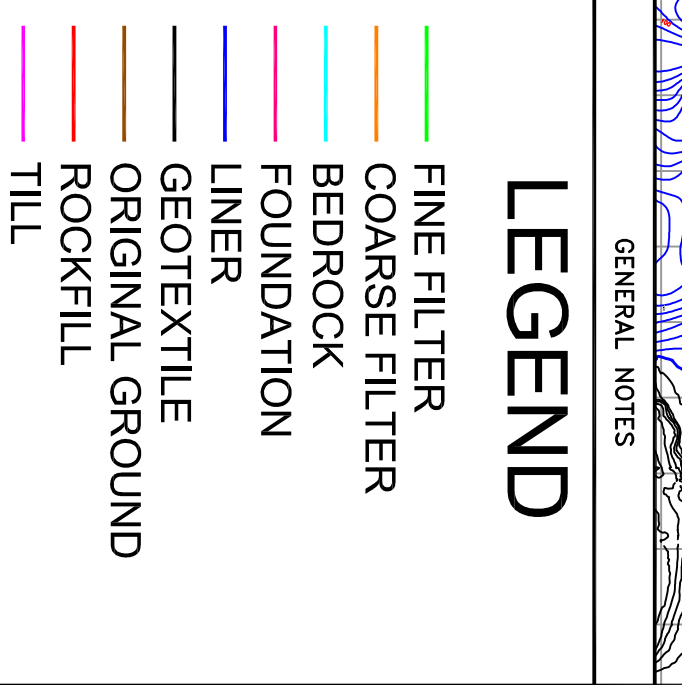 GENERAL NOTES
LEGEND
FINE FILTER
COARSE FILTER
BEDROCK
FOUNDATION
LINER
GEOTEXTILE
ORIGINAL GROUND
ROCKFILL
TILL